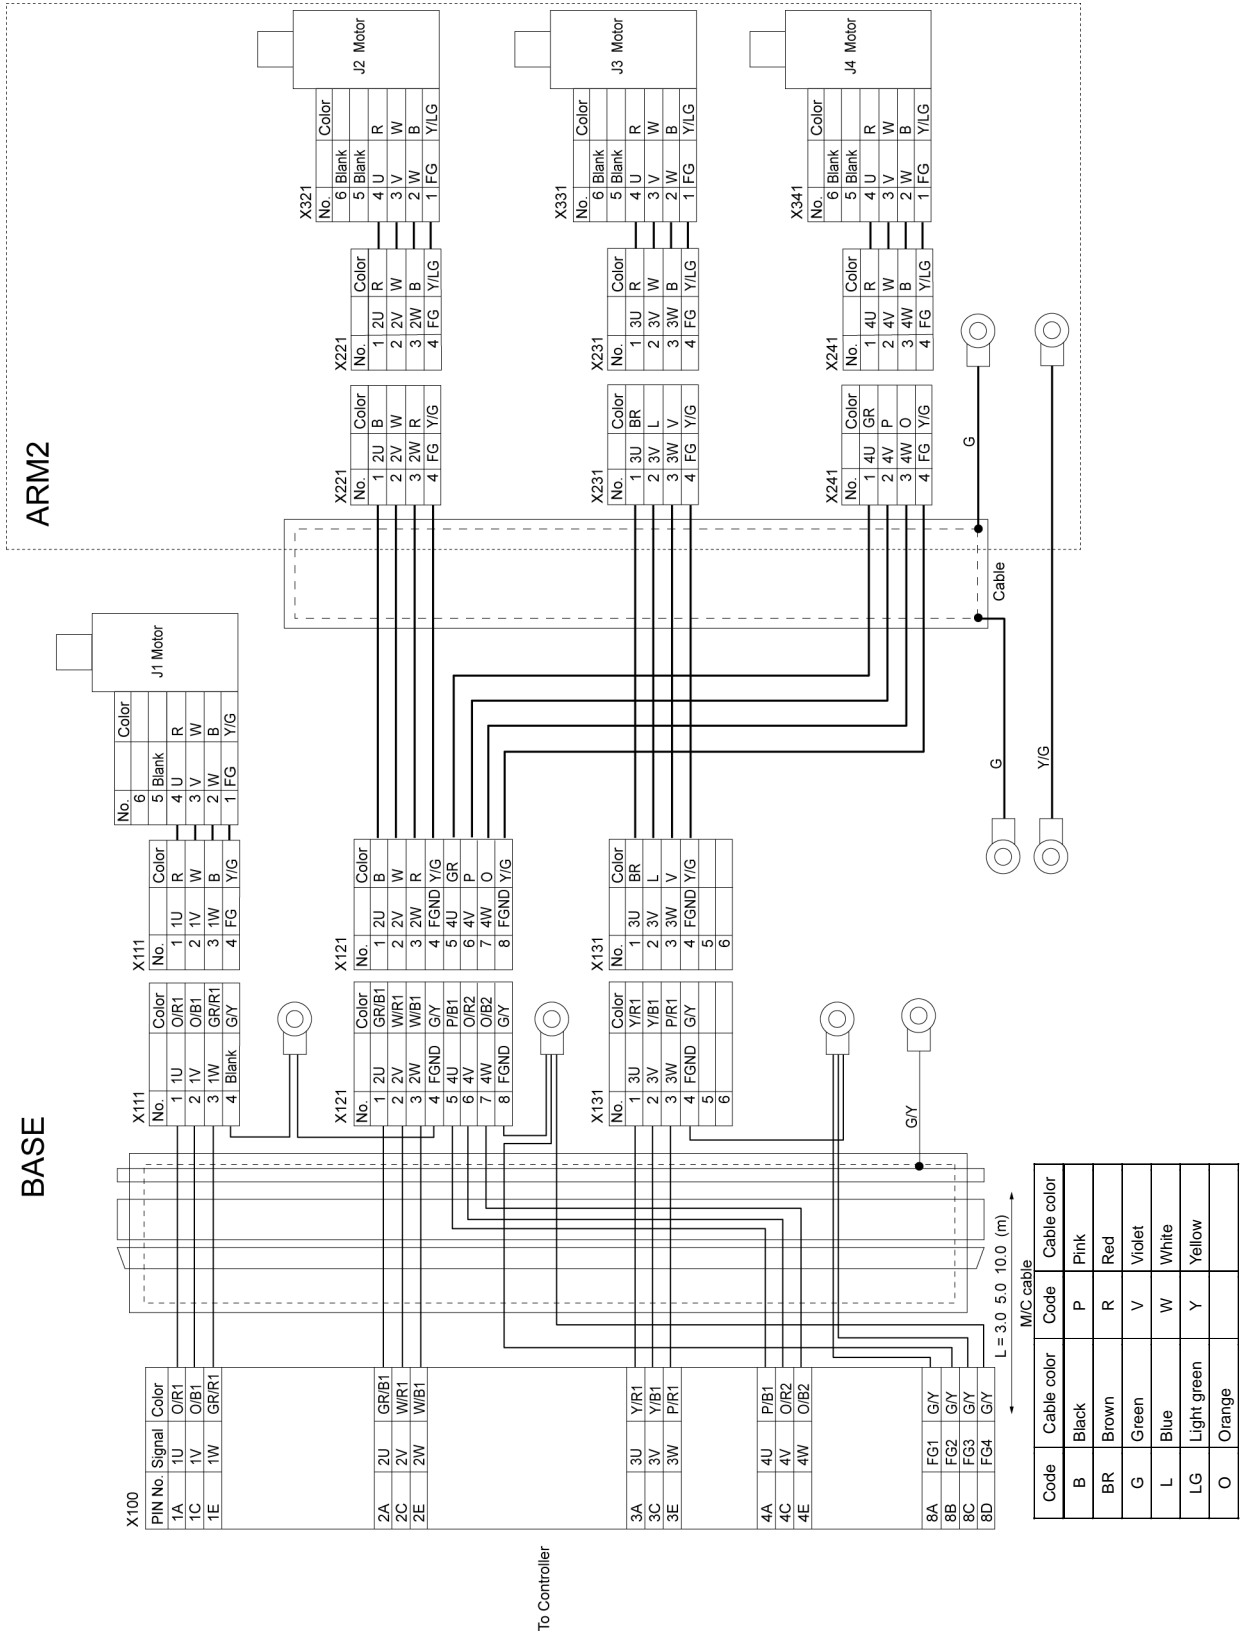 BASE
ARM2
To Controller
X100
PIN No. Signal Color
1A 1U O/R1
1C 1V O/B1
1E 1W GR/R1
2A 2U GR/B1
2C 2V W/R1
2E 2W W/B1
3A 3U Y/R1
3C 3V Y/B1
3E 3W P/R1
4A 4U P/B1
4C 4V O/R2
4E 4W O/B2
8A FG1 G/Y
8B FG2 G/Y
8C FG3 G/Y
8D FG4 G/Y
L = 3.0 5.0 10.0 (m)
M/C cable
G/Y
X111
No. Color
1 1U O/R1
2 1V O/B1
3 1W GR/R1
4 Blank G/Y
X121
No. Color
1 2U GR/B1
2 2V W/R1
3 2W W/B1
4 FGND G/Y
5 4U P/B1
6 4V O/R2
7 4W O/B2
8 FGND G/Y
X131
No. Color
1 3U Y/R1
2 3V Y/B1
3 3W P/R1
4 FGND G/Y
5
6
X111
No. Color
1 1U R
2 1V W
3 1W B
4 FG Y/G
X121
No. Color
1 2U B
2 2V W
3 2W R
4 FGND Y/G
5 4U GR
6 4V P
7 4W O
8 FGND Y/G
X131
No. Color
1 3U BR
2 3V L
3 3W V
4 FGND Y/G
5
6
No. Color
6
5 Blank
4 U R
3 V W
2 W B
1 FG Y/G
J1 Motor
G
Y/G
Cable
G
X221
No. Color
1 2U B
2 2V W
3 2W R
4 FG Y/G
X231
No. Color
1 3U BR
2 3V L
3 3W V
4 FG Y/G
X241
No. Color
1 4U GR
2 4V P
3 4W O
4 FG Y/G
X221
No. Color
1 2U R
2 2V W
3 2W B
4 FG Y/LG
X231
No. Color
1 3U R
2 3V W
3 3W B
4 FG Y/LG
X241
No. Color
1 4U R
2 4V W
3 4W B
4 FG Y/LG
X321
No. Color
6 Blank
5 Blank
4 U R
3 V W
2 W B
1 FG Y/LG
J2 Motor
X331
No. Color
6 Blank
5 Blank
4 U R
3 V W
2 W B
1 FG Y/LG
J3 Motor
X341
No. Color
6 Blank
5 Blank
4 U R
3 V W
2 W B
1 FG Y/LG
J4 Motor
Code Cable color Code Cable color
B Black P Pink
BR Brown R Red
G Green V Violet
L Blue W White
LG Light green Y Yellow
O Orange